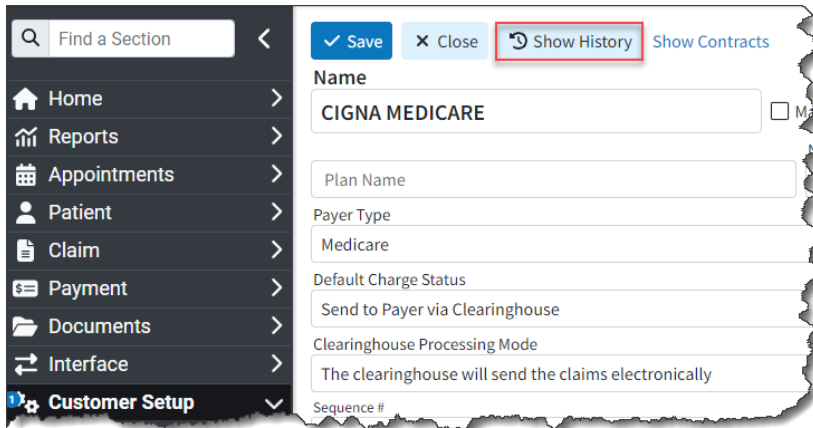 Find a Section
Home
Reports
Appointments
Patient
Claim
Payment
Documents
Interface
1
Customer Setup
Save
Close
Show History
Show Contracts
Name
CIGNA MEDICARE
Plan Name
Payer Type
Medicare
Default Charge Status
Send to Payer via Clearinghouse
Clearinghouse Processing Mode
The clearinghouse will send the claims electronically
Sequence #